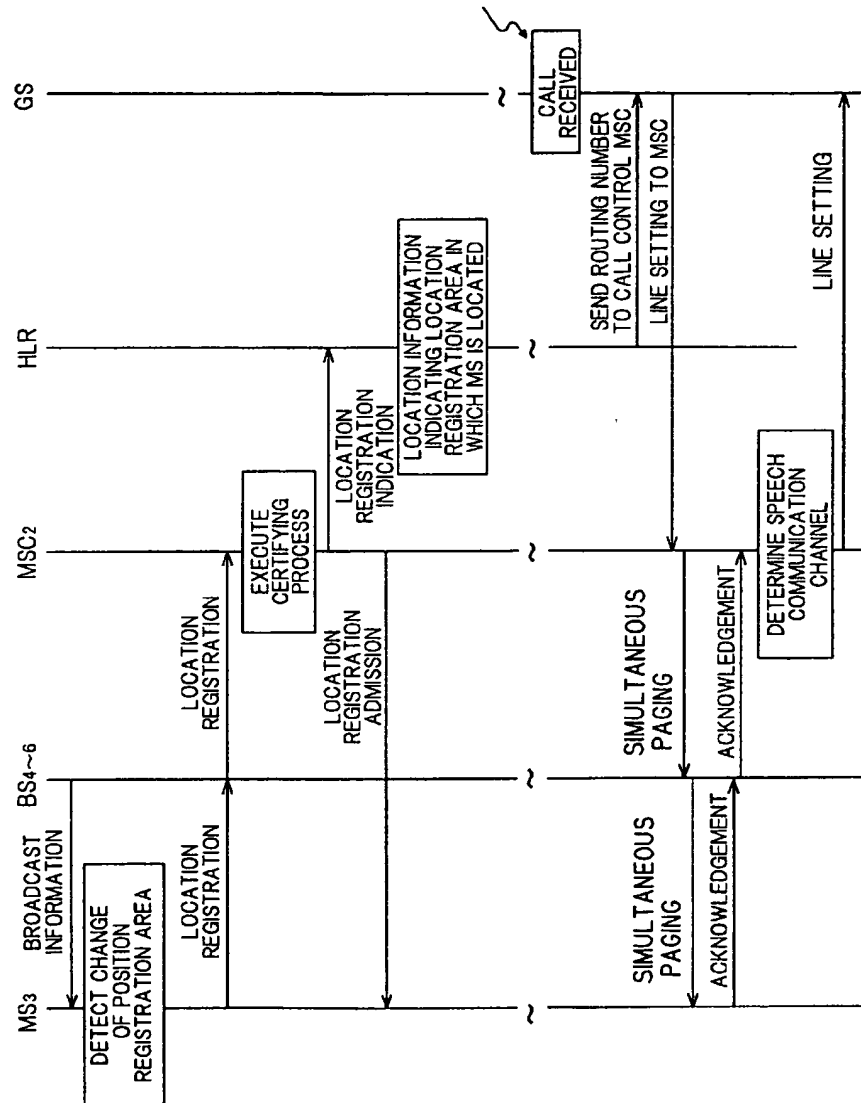 MS3
BS4~6
MSC2
HLR
GS
BROADCAST
INFORMATION
DETECT CHANGE
OF POSITION
REGISTRATION AREA
LOCATION
REGISTRATION
LOCATION
REGISTRATION
EXECUTE
CERTIFYING
PROCESS
LOCATION
REGISTRATION
INDICATION
LOCATION
REGISTRATION
ADMISSION
LOCATION INFORMATION
INDICATING LOCATION
REGISTRATION AREA IN
WHICH MS IS LOCATED
~
~
~
~
~
CALL
RECEIVED
SEND ROUTING NUMBER
TO CALL CONTROL MSC
LINE SETTING TO MSC
SIMULTANEOUS
PAGING
SIMULTANEOUS
PAGING
ACKNOWLEDGEMENT
ACKNOWLEDGEMENT
DETERMINE SPEECH
COMMUNICATION
CHANNEL
LINE SETTING